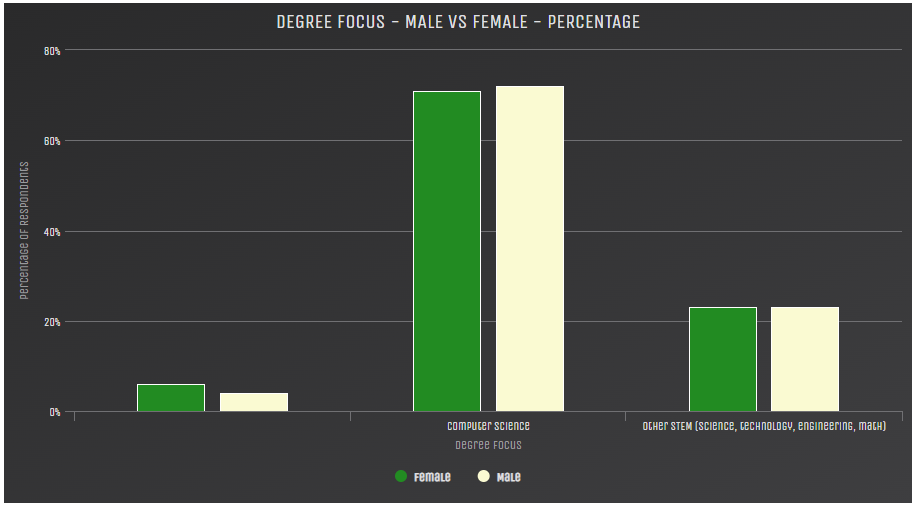 DEGREE FOCUS - MALE VS FEMALE - PERCENTAGE
80%
60%
40%
20%
0%
Percentage of Respondents
Computer Science
Other STEM (science, technology, engineering, math)
Degree Focus
Female
Male